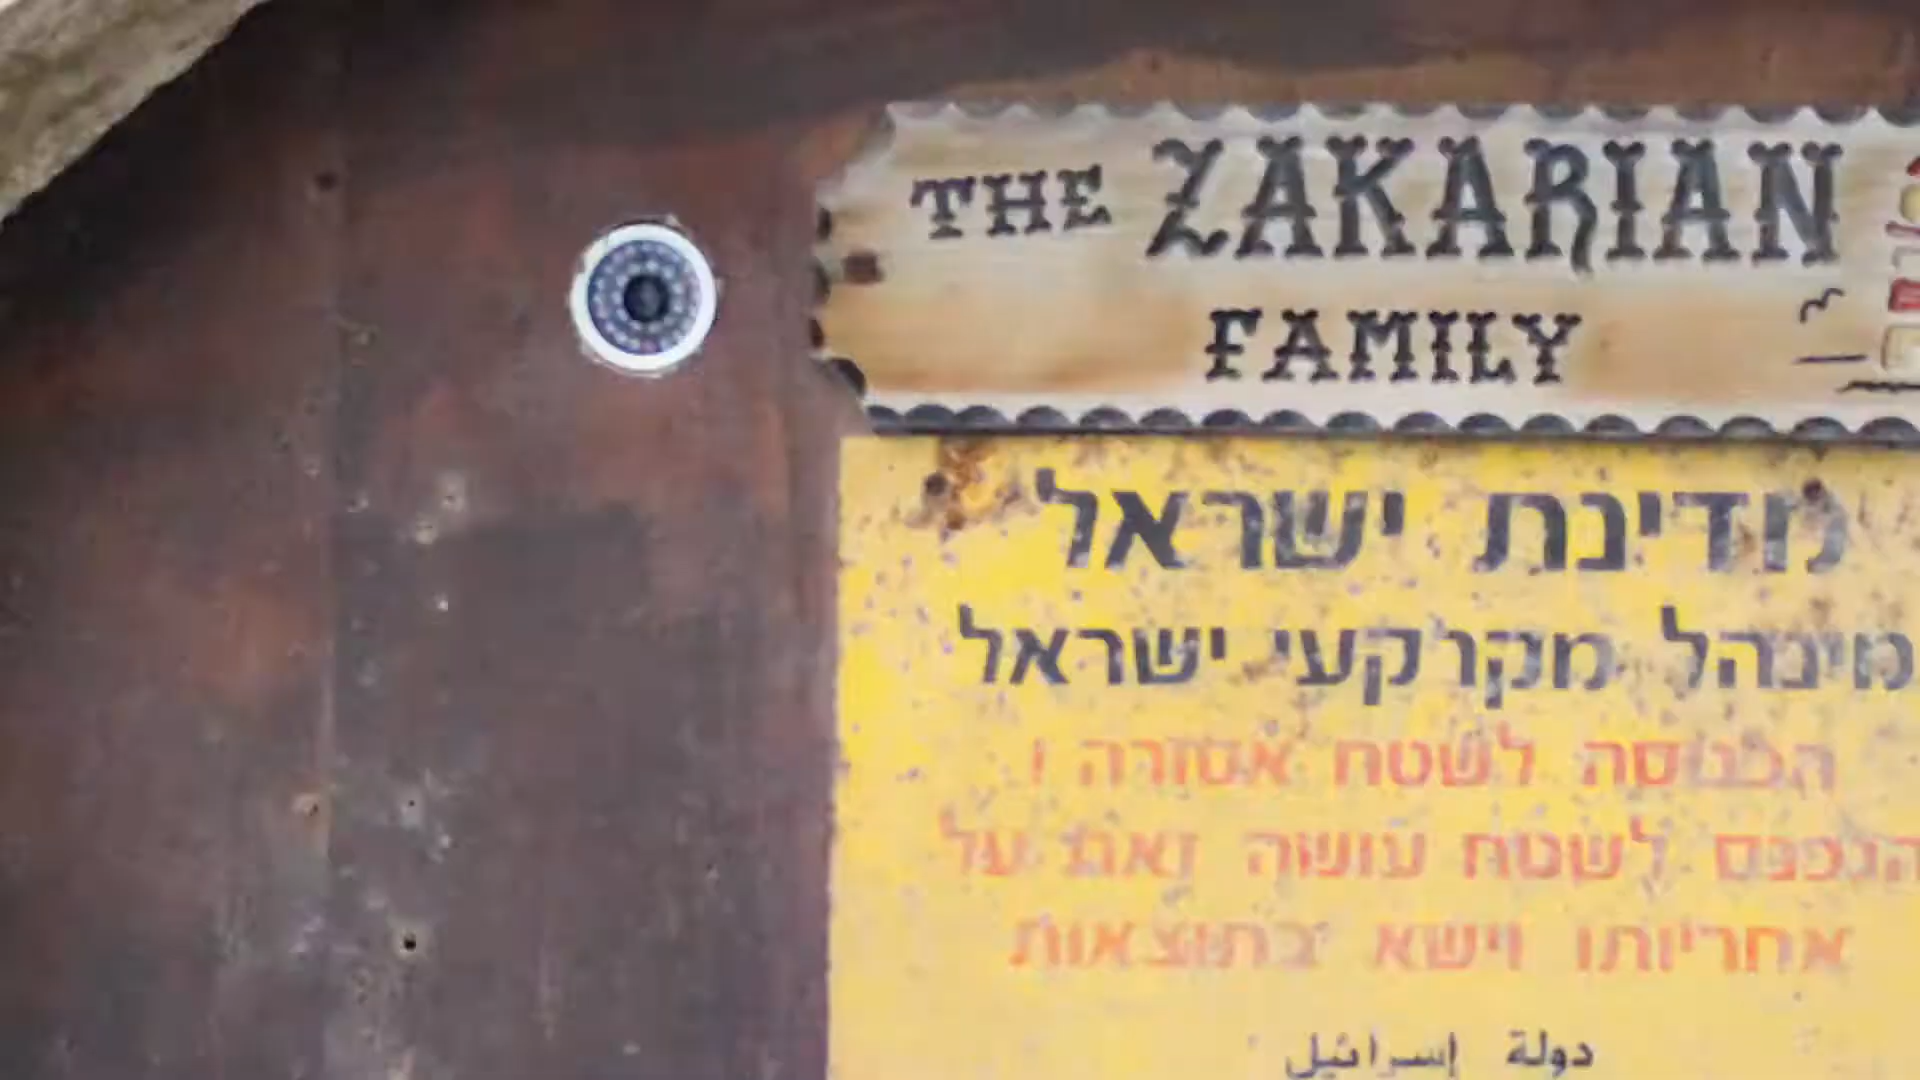 THE ZAKARIAN
FAMILY
מדינת ישראל
מינהל מקרקעי ישראל
הכניסה לשטח אסורה !
הנכנס לשטח עושה זאת על
אחריותו וישא בתוצאות
دولة إسرائيل